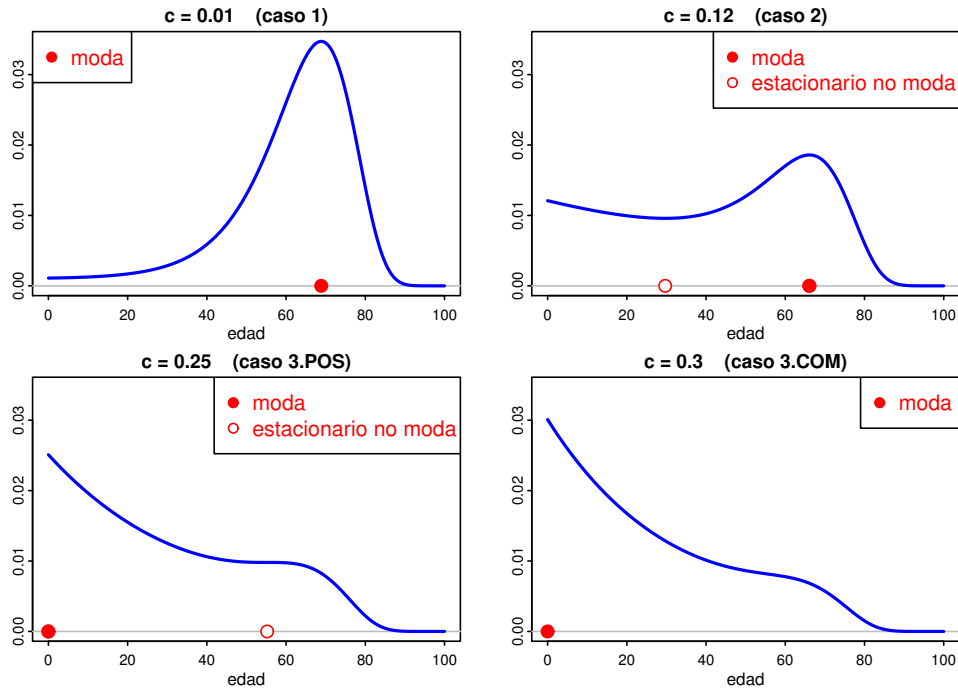 c = 0.01 (caso 1)
moda
0.00 0.01 0.02 0.03
0 20 40 60 80 100
edad
c = 0.12 (caso 2)
moda
estacionario no moda
0.00 0.01 0.02 0.03
0 20 40 60 80 100
edad
c = 0.25 (caso 3.POS)
moda
estacionario no moda
0.00 0.01 0.02 0.03
0 20 40 60 80 100
edad
c = 0.3 (caso 3.COM)
moda
0.00 0.01 0.02 0.03
0 20 40 60 80 100
edad